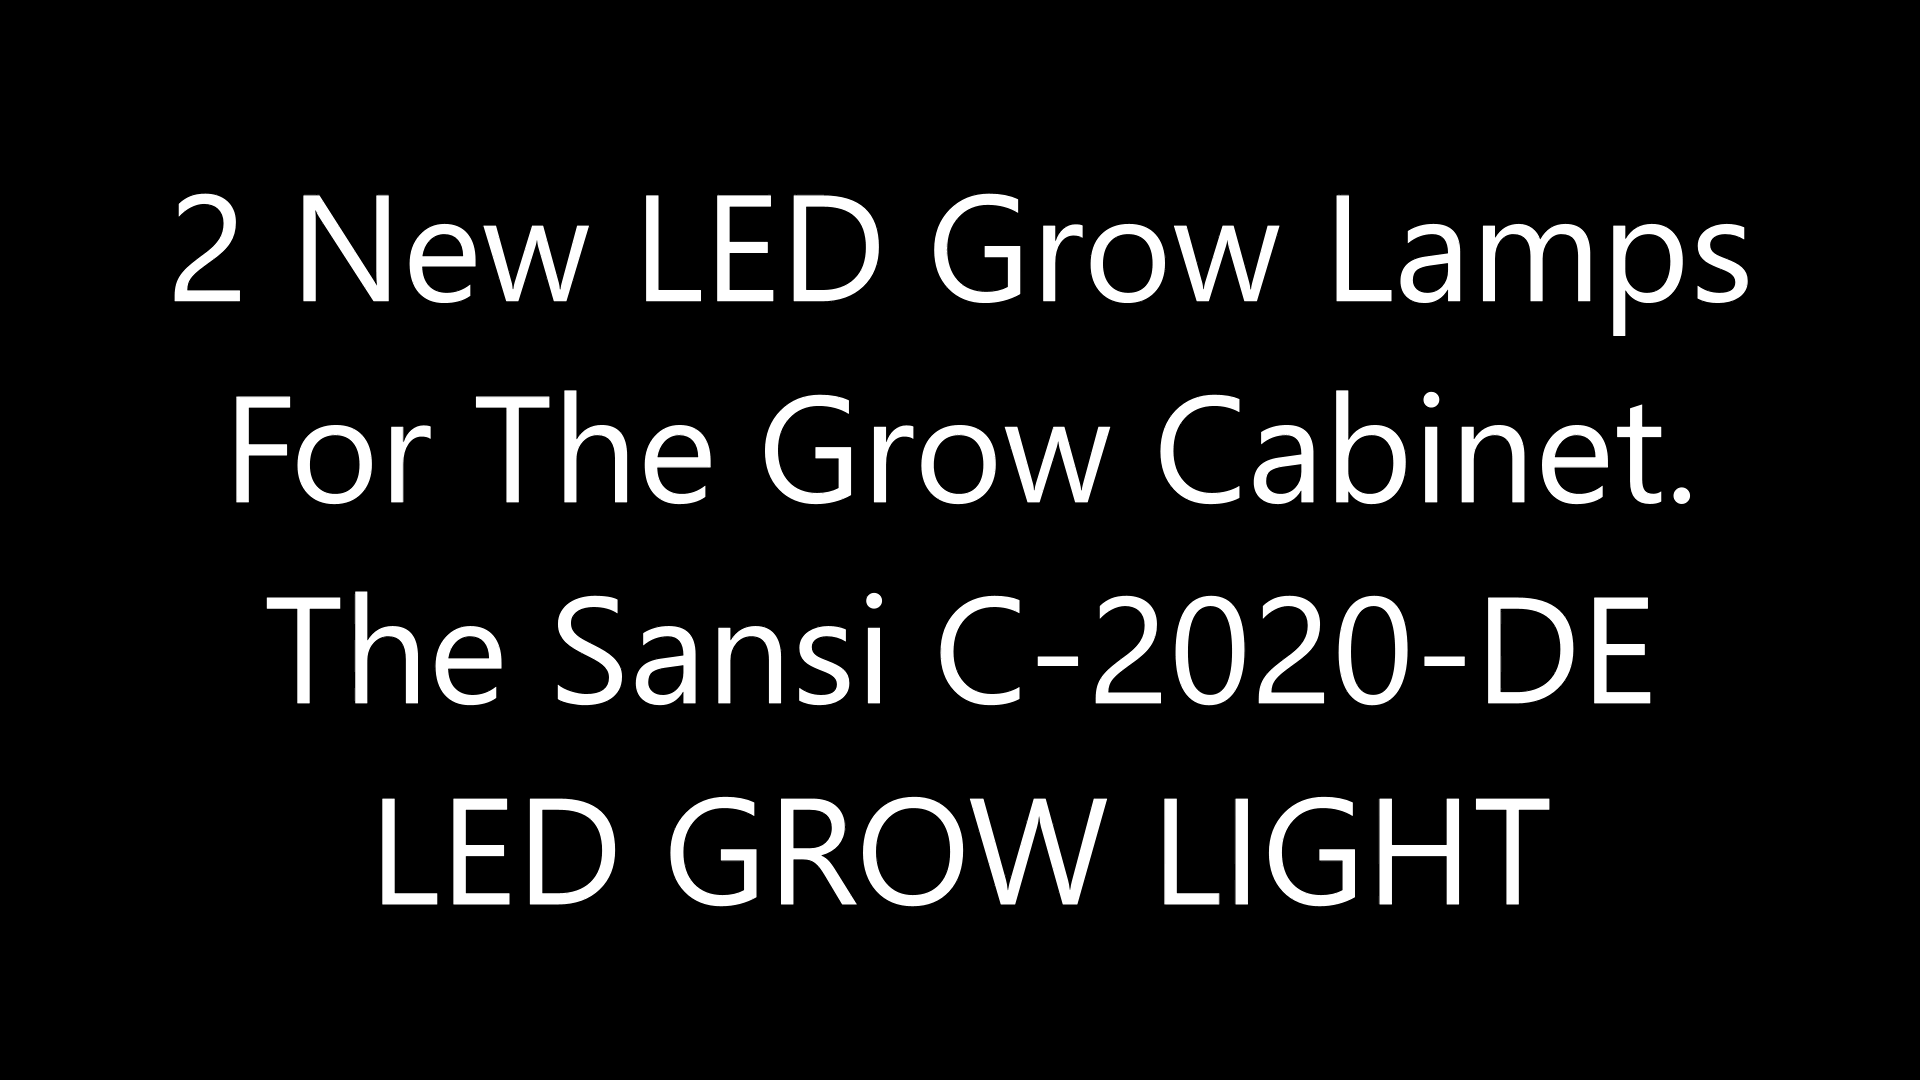 2 New LED Grow Lamps
For The Grow Cabinet.
The Sansi C-2020-DE
LED GROW LIGHT